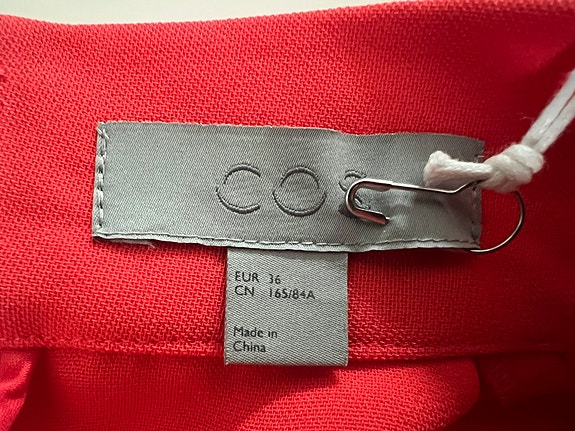 COS
EUR 36
CN 165/84A
Made in
China